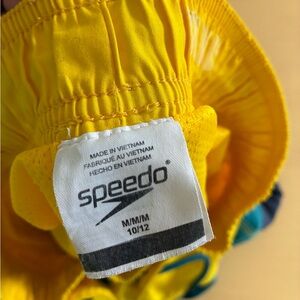 MADE IN VIETNAM
FABRIQUÉ AU VIETNAM
HECHO EN VIETNAM
speedo®
M/M/M
10/12